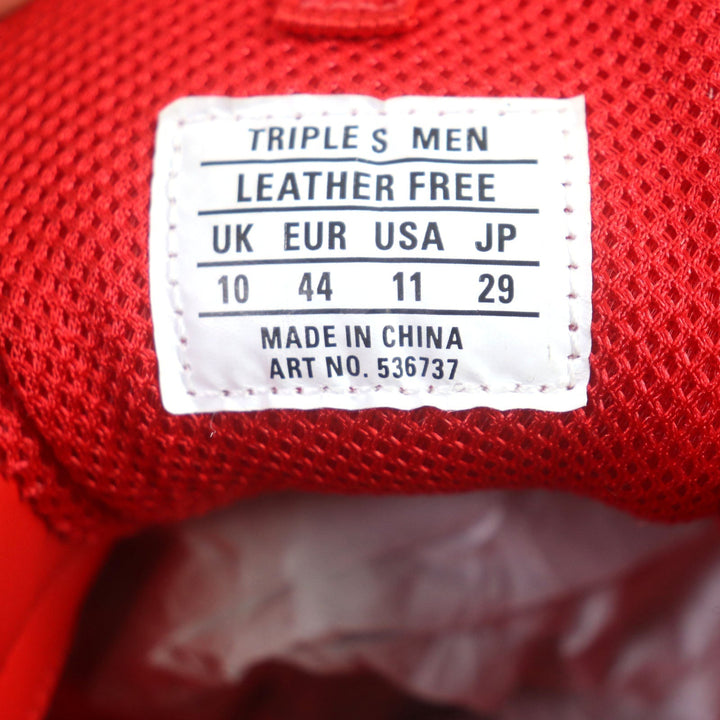 TRIPLE S MEN
LEATHER FREE
UK EUR USA JP
10 44 11 29
MADE IN CHINA
ART NO. 536737